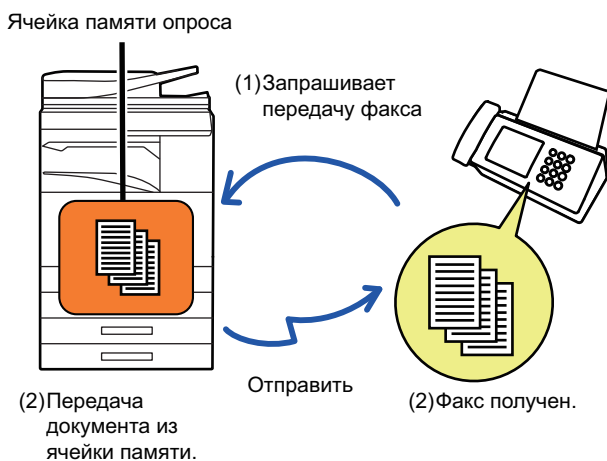 Ячейка памяти опроса
(1)Запрашивает
передачу факса
Отправить
(2)Передача
документа из
ячейки памяти.
(2)Факс получен.